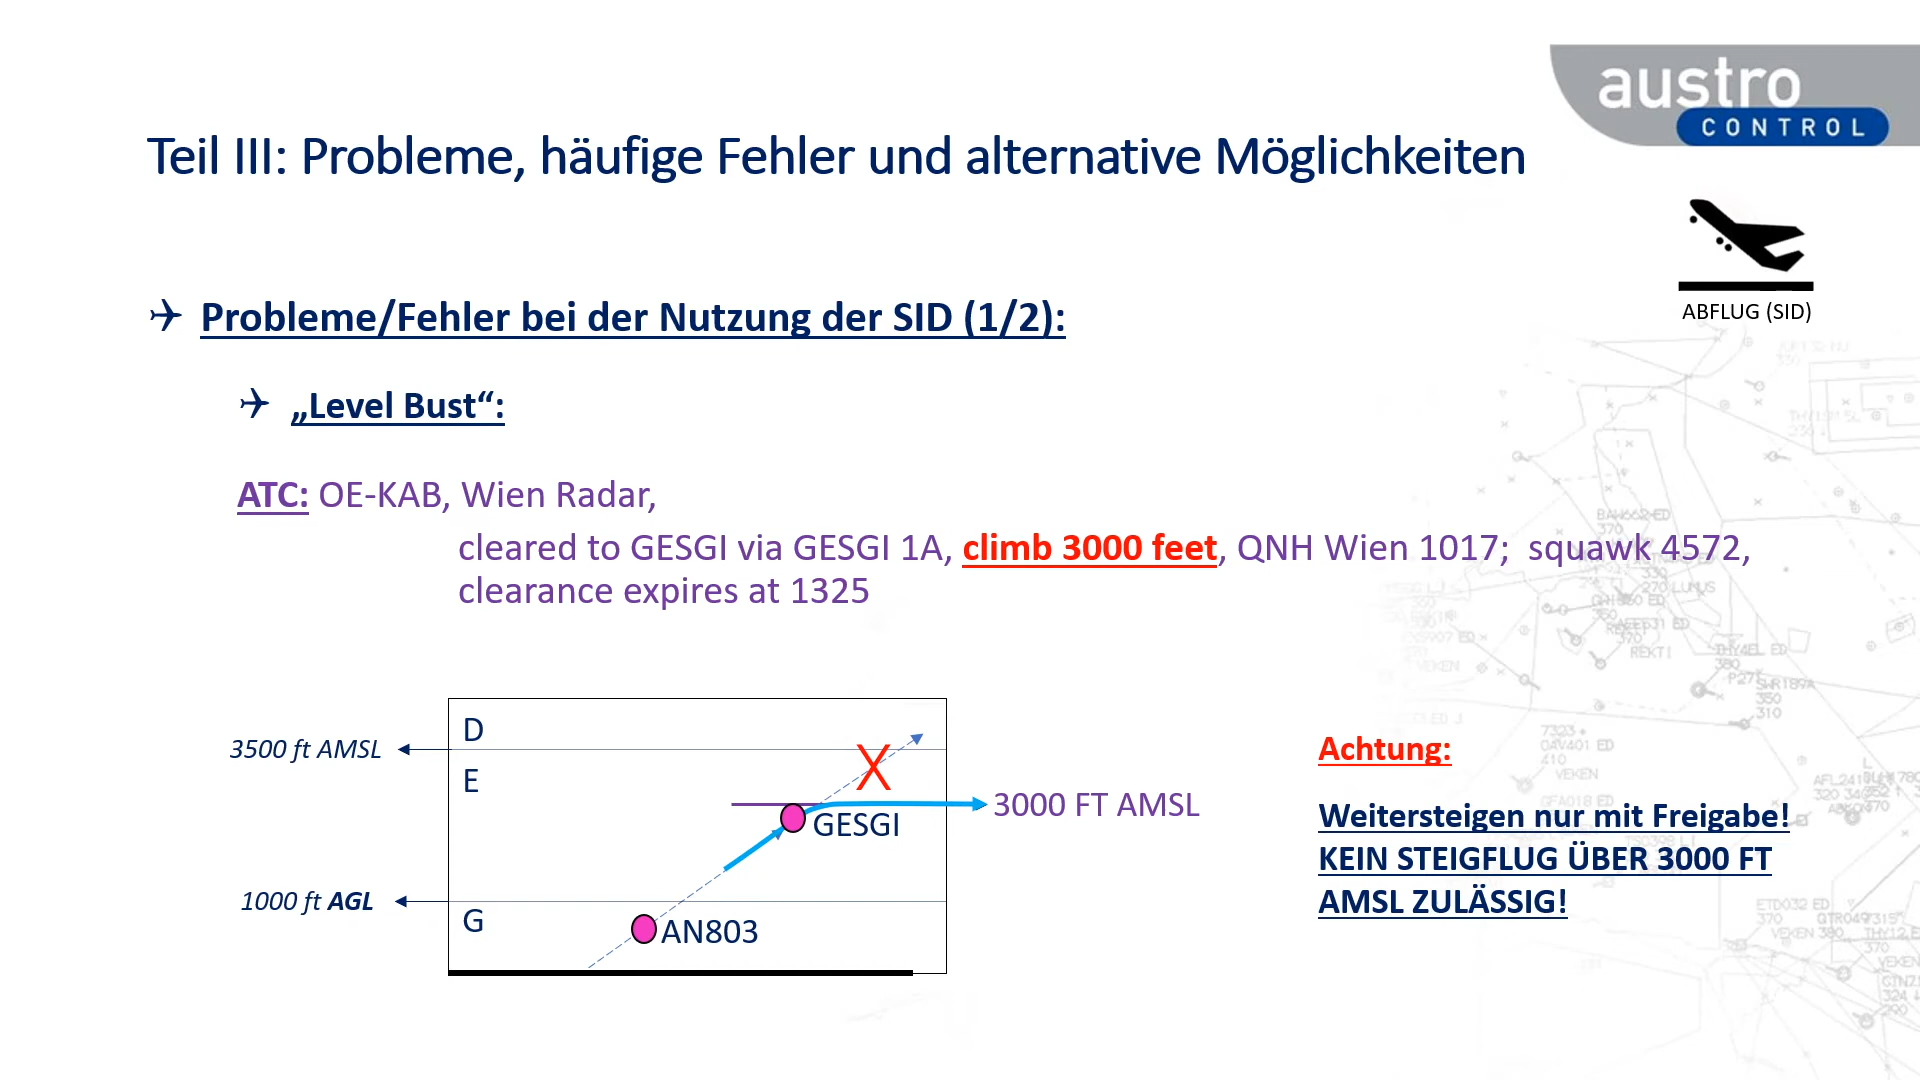 austro
CONTROL
Teil III: Probleme, häufige Fehler und alternative Möglichkeiten
ABFLUG (SID)
Probleme/Fehler bei der Nutzung der SID (1/2):
„Level Bust“:
ATC: OE-KAB, Wien Radar,
cleared to GESGI via GESGI 1A, climb 3000 feet, QNH Wien 1017; squawk 4572,
clearance expires at 1325
D
3500 ft AMSL
E
X
3000 FT AMSL
GESGI
1000 ft AGL
G
AN803
Achtung:
Weitersteigen nur mit Freigabe!
KEIN STEIGFLUG ÜBER 3000 FT
AMSL ZULÄSSIG!
REKTI
VEKEN